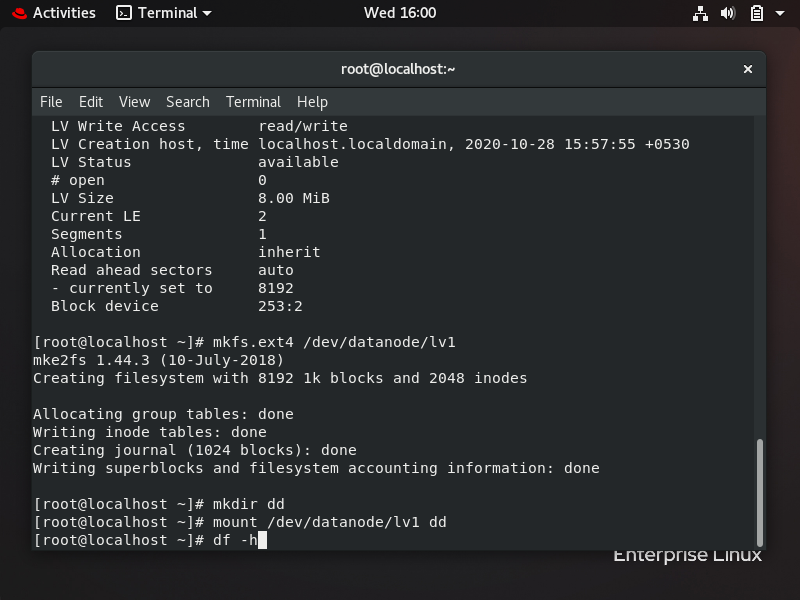 Activities Terminal Wed 16:00
root@localhost:~
File Edit View Search Terminal Help
LV Write Access read/write
LV Creation host, time localhost.localdomain, 2020-10-28 15:57:55 +0530
LV Status available
# open 0
LV Size 8.00 MiB
Current LE 2
Segments 1
Allocation inherit
Read ahead sectors auto
- currently set to 8192
Block device 253:2
[root@localhost ~]# mkfs.ext4 /dev/datanode/lv1
mke2fs 1.44.3 (10-July-2018)
Creating filesystem with 8192 1k blocks and 2048 inodes
Allocating group tables: done
Writing inode tables: done
Creating journal (1024 blocks): done
Writing superblocks and filesystem accounting information: done
[root@localhost ~]# mkdir dd
[root@localhost ~]# mount /dev/datanode/lv1 dd
[root@localhost ~]# df -h
Enterprise Linux